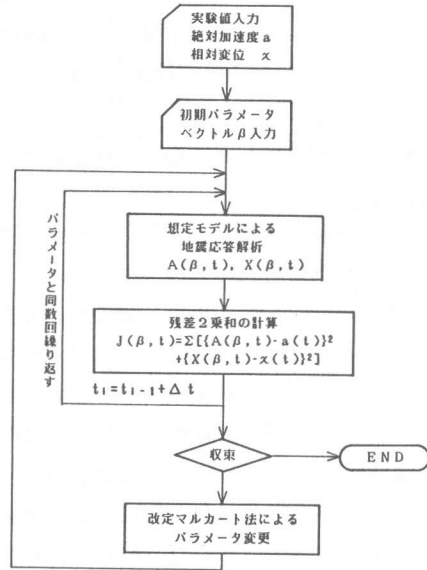 実験値入力
絶対加速度a
相対変位 x
初期パラメータ
ベクトルβ入力
想定モデルによる
地震応答解析
A(β,t), X(β,t)
残差2乗和の計算
J(β,t)=Σ[{A(β,t)-a(t)}²
+{X(β,t)-x(t)}²]
tI=tI-1+Δt
パラメータと同数回繰り返す
収束
END
改定マルカート法による
パラメータ変更